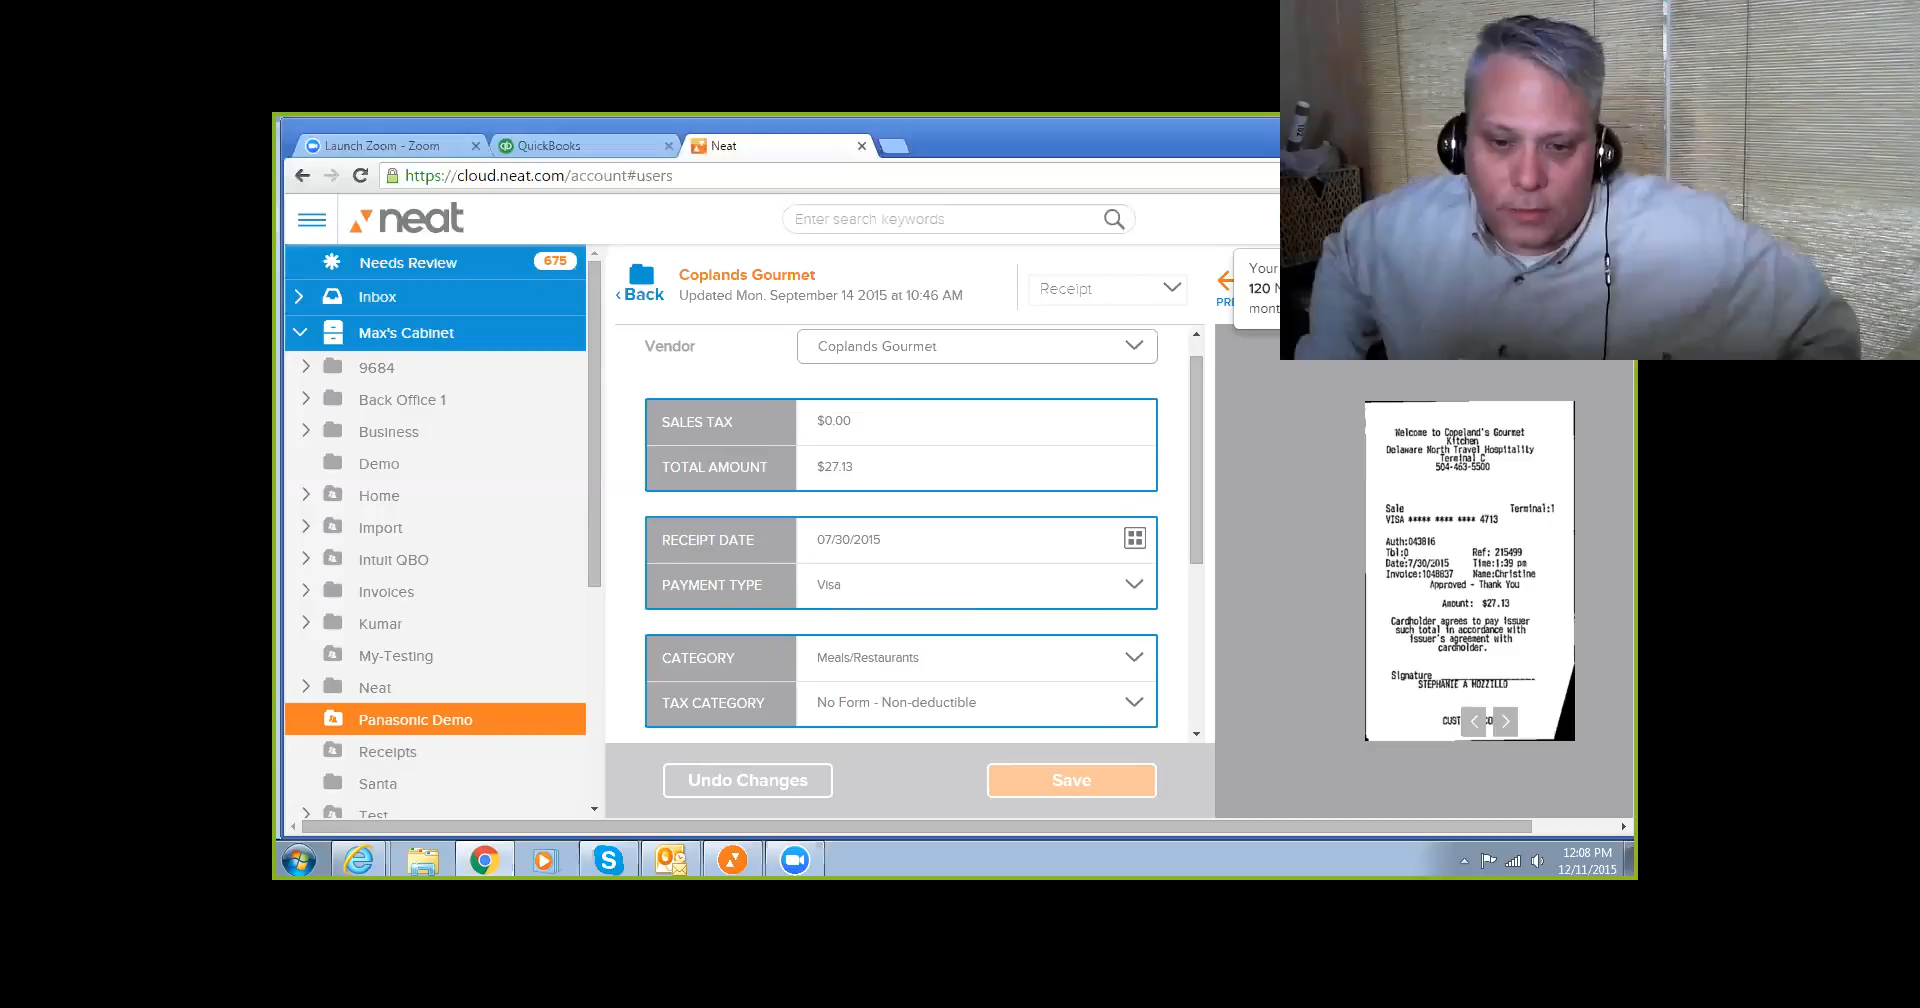 Launch Zoom - Zoom
QuickBooks
Neat
https://cloud.neat.com/account#users
neat
Enter search keywords
Needs Review
675
Inbox
Max's Cabinet
9684
Back Office 1
Business
Demo
Home
Import
Intuit QBO
Invoices
Kumar
My-Testing
Neat
Panasonic Demo
Receipts
Santa
Test
Back
Coplands Gourmet
Updated Mon. September 14 2015 at 10:46 AM
Receipt
Your
120
Vendor
Coplands Gourmet
SALES TAX
$0.00
TOTAL AMOUNT
$27.13
RECEIPT DATE
07/30/2015
PAYMENT TYPE
Visa
CATEGORY
Meals/Restaurants
TAX CATEGORY
No Form - Non-deductible
Undo Changes
Save
Welcome to Copeland's Gourmet
Kitchen
Delaware North Travel Hospitality
Terminal C
504-463-5500
Sale Terminal:1
VISA ***** **** **** 4713
Auth:043816
Tbl:0 Ref: 215499
Date:7/30/2015 Time:1:39 pm
Invoice:1048837 Name:Christine
Approved - Thank You
Amount: $27.13
Cardholder agrees to pay issuer
such total in accordance with
issuer's agreement with
cardholder.
Signature
STEPHANIE A MOZZILLO
12:08 PM
12/11/2015